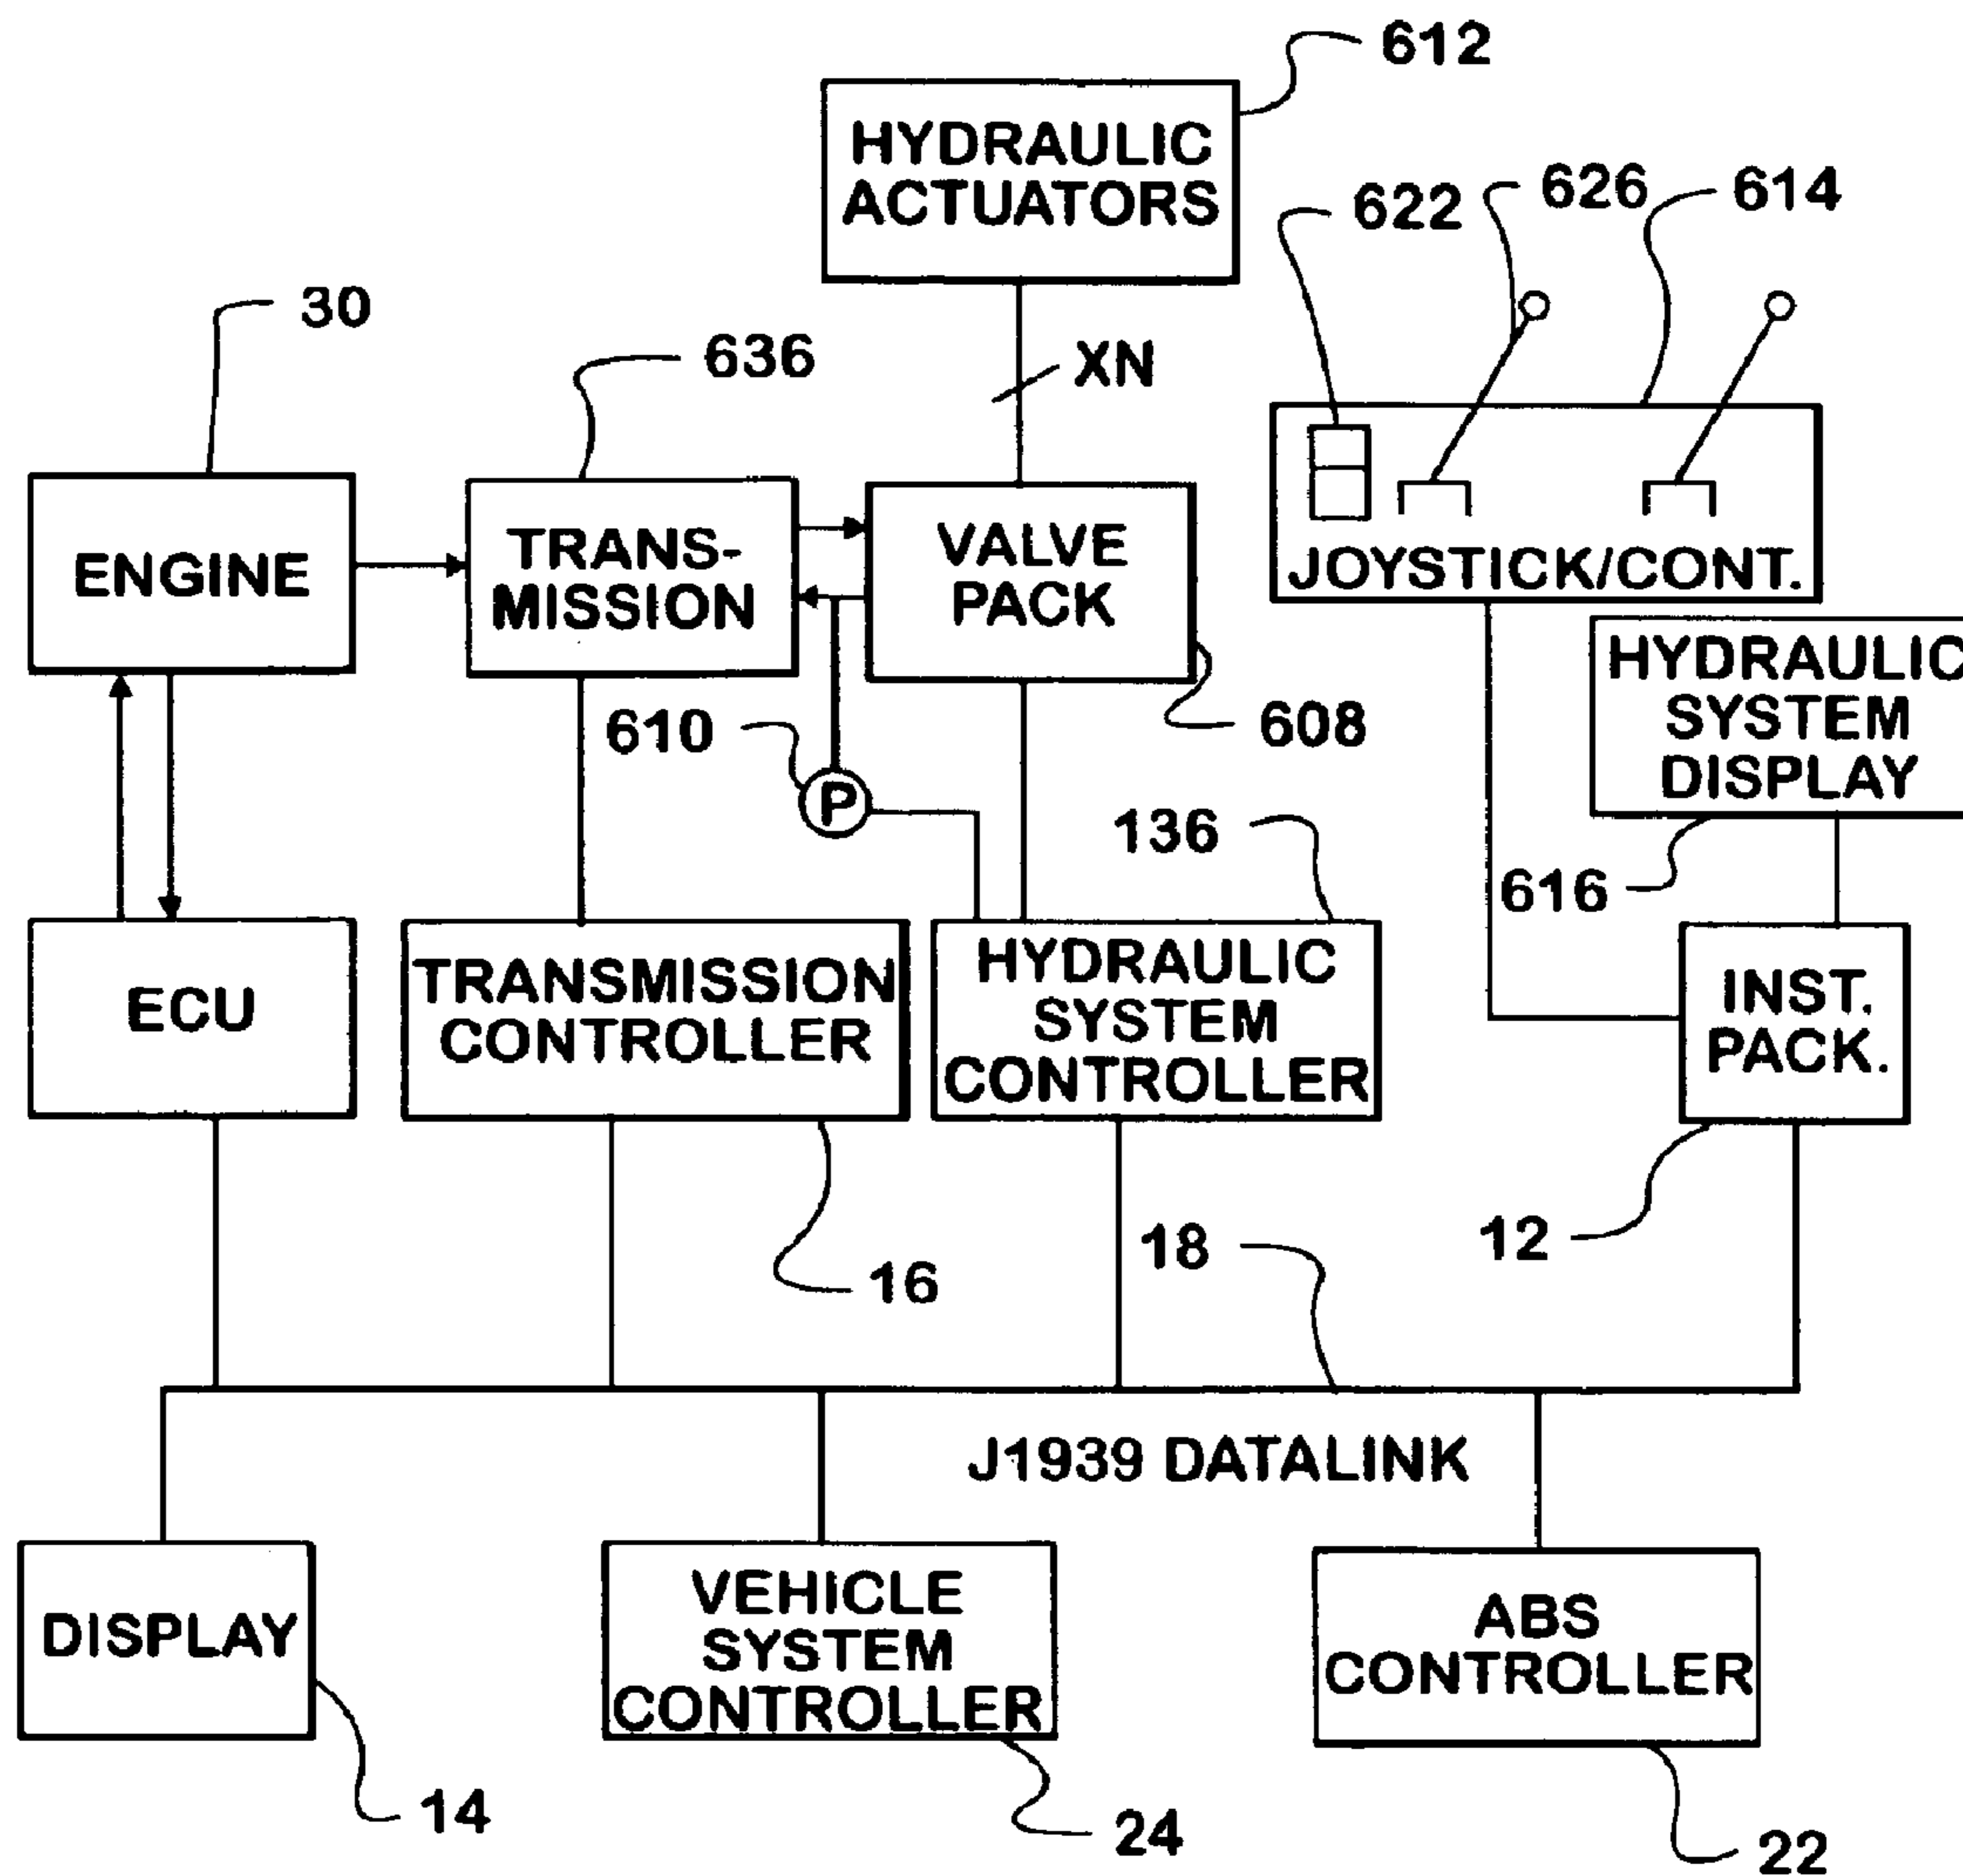 612
HYDRAULIC
ACTUATORS
622
626
614
30
636
XN
ENGINE
TRANS-
MISSION
VALVE
PACK
JOYSTICK/CONT.
610
608
HYDRAULIC
SYSTEM
DISPLAY
P
136
616
ECU
TRANSMISSION
CONTROLLER
HYDRAULIC
SYSTEM
CONTROLLER
INST.
PACK.
16
18
12
J1939 DATALINK
DISPLAY
VEHICLE
SYSTEM
CONTROLLER
ABS
CONTROLLER
14
24
22